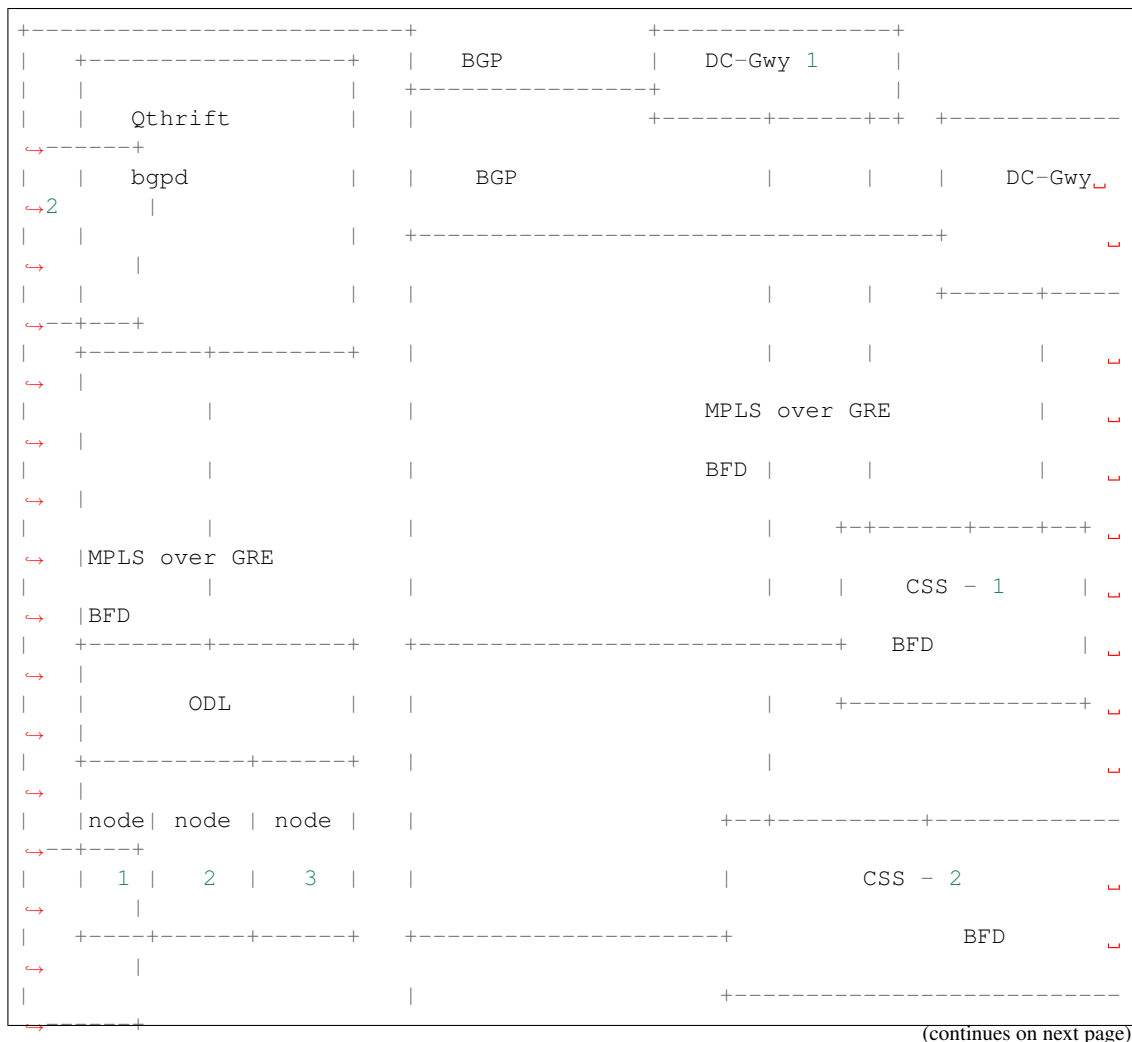 +--------------------------+                +----------------+
|   +------------------+   |   BGP          |   DC-Gwy 1     |
|   |                  |   +----------------+                |
|   |   Qthrift        |   |                +-------+------+-+  +------------
↪------+
|   |   bgpd           |   |    BGP                 |      |    |    DC-Gwy␣
↪2      |
|   |                  |   +------------------------------------+           ␣
↪       |
|   |                  |   |                        |      |    +------+-----
↪--+---+
|   +--------+---------+   |                        |      |           |    ␣
↪   |
|            |             |                    MPLS over GRE          |    ␣
↪   |
|            |             |                    BFD |      |           |    ␣
↪   |
|            |             |                        |    +-+------+----+--+ ␣
↪   |MPLS over GRE
|            |             |                        |    |    CSS - 1     | ␣
↪   |BFD
|   +--------+---------+   +-----------------------------+   BFD          | ␣
↪   |
|   |       ODL        |   |                        |    +----------------+ ␣
↪   |
|   +-----------+------+   |                        |                       ␣
↪   |
|   |node| node | node |   |                     +--+-----------+-------------
↪--+---+
|   |  1 |   2  |   3  |   |                     |         CSS - 2          ␣
↪       |
|   +----+------+------+   +---------------------+                BFD       ␣
↪       |
|                          |                     +---------------------------
↪------+
(continues on next page)